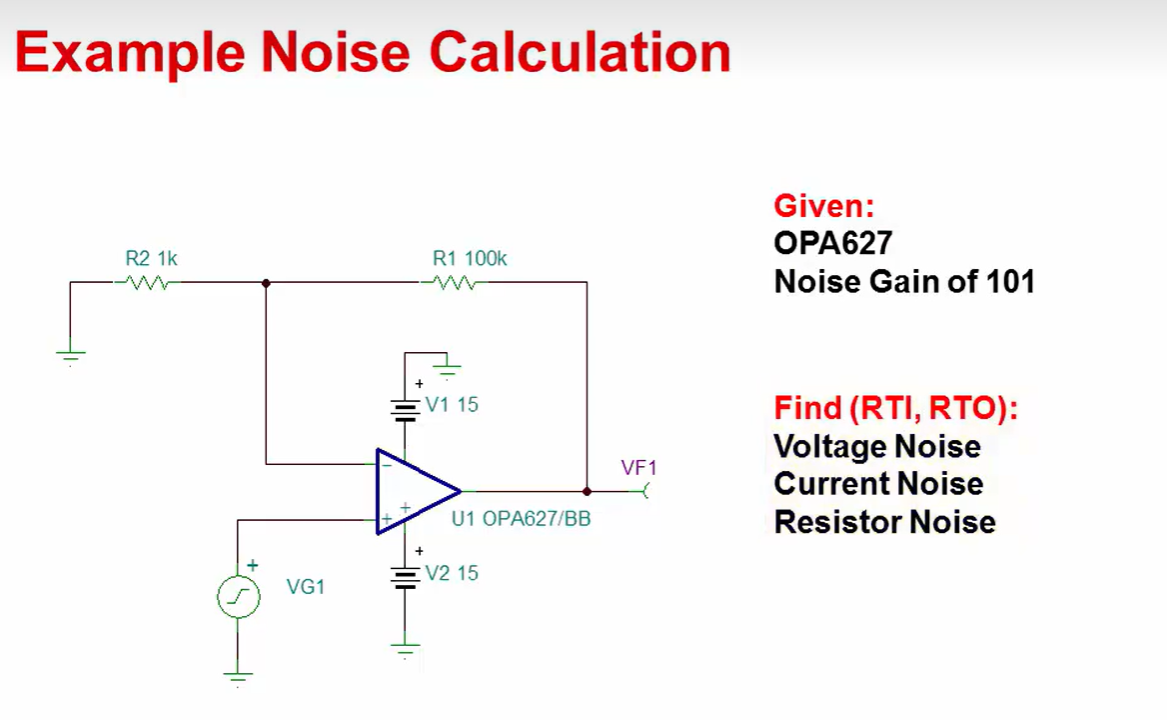 Example Noise Calculation
R2 1k
R1 100k
Given:
OPA627
Noise Gain of 101
+
V1 15
Find (RTI, RTO):
Voltage Noise
Current Noise
Resistor Noise
−
VF1
+
+
U1 OPA627/BB
+
V2 15
+
VG1